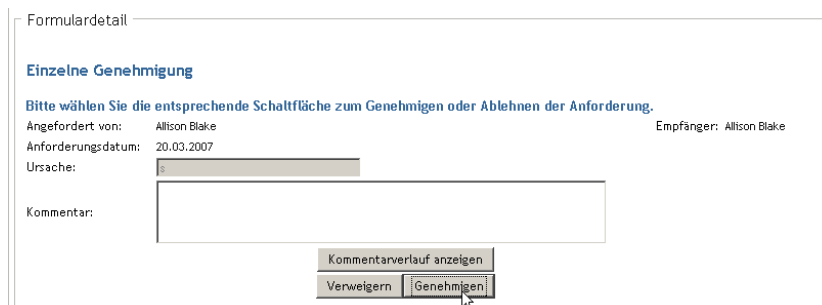 Formulardetail
Einzelne Genehmigung
Bitte wählen Sie die entsprechende Schaltfläche zum Genehmigen oder Ablehnen der Anforderung.
Angefordert von: Allison Blake Empfänger: Allison Blake
Anforderungsdatum: 20.03.2007
Ursache: s
Kommentar:
Kommentarverlauf anzeigen
Verweigern Genehmigen